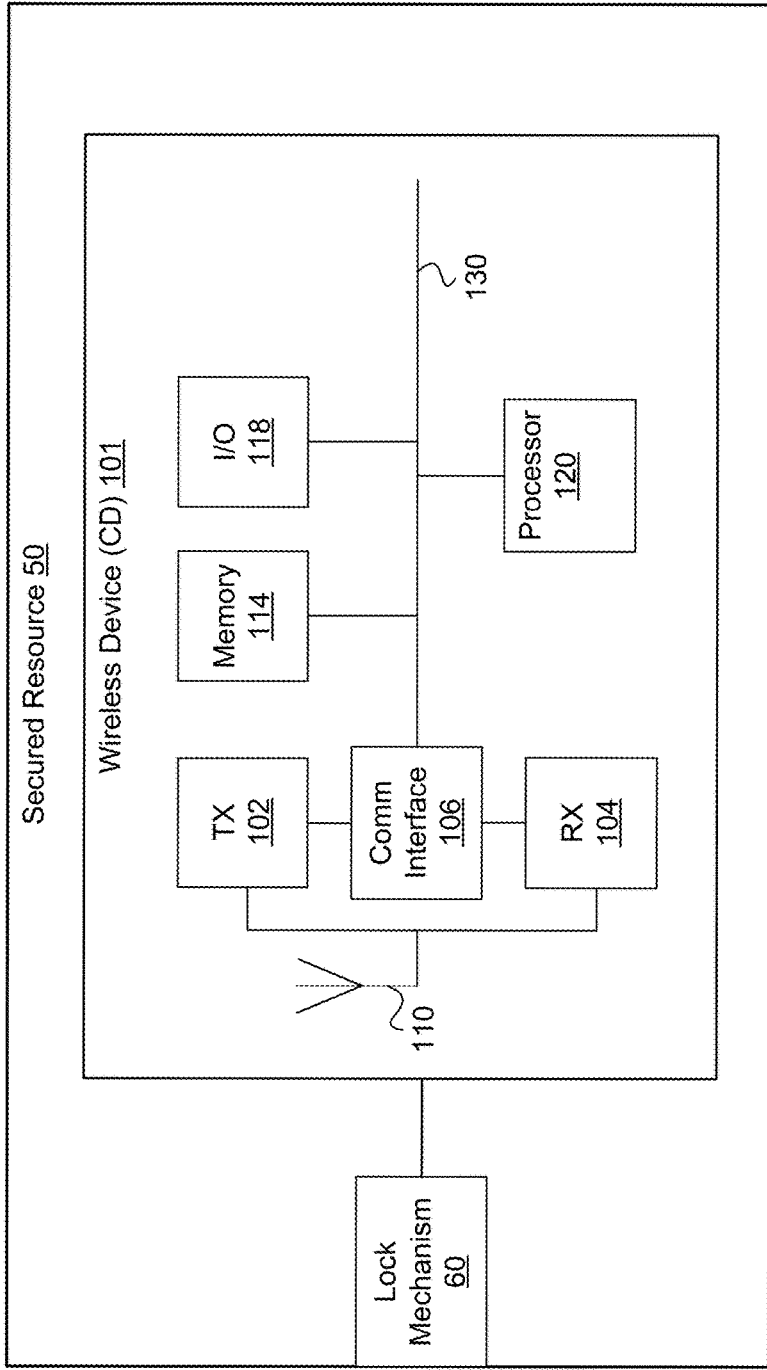 Secured Resource 50
Wireless Device (CD) 101
TX
102
Memory
114
I/O
118
Comm
Interface
106
110
130
RX
104
Processor
120
Lock
Mechanism
60